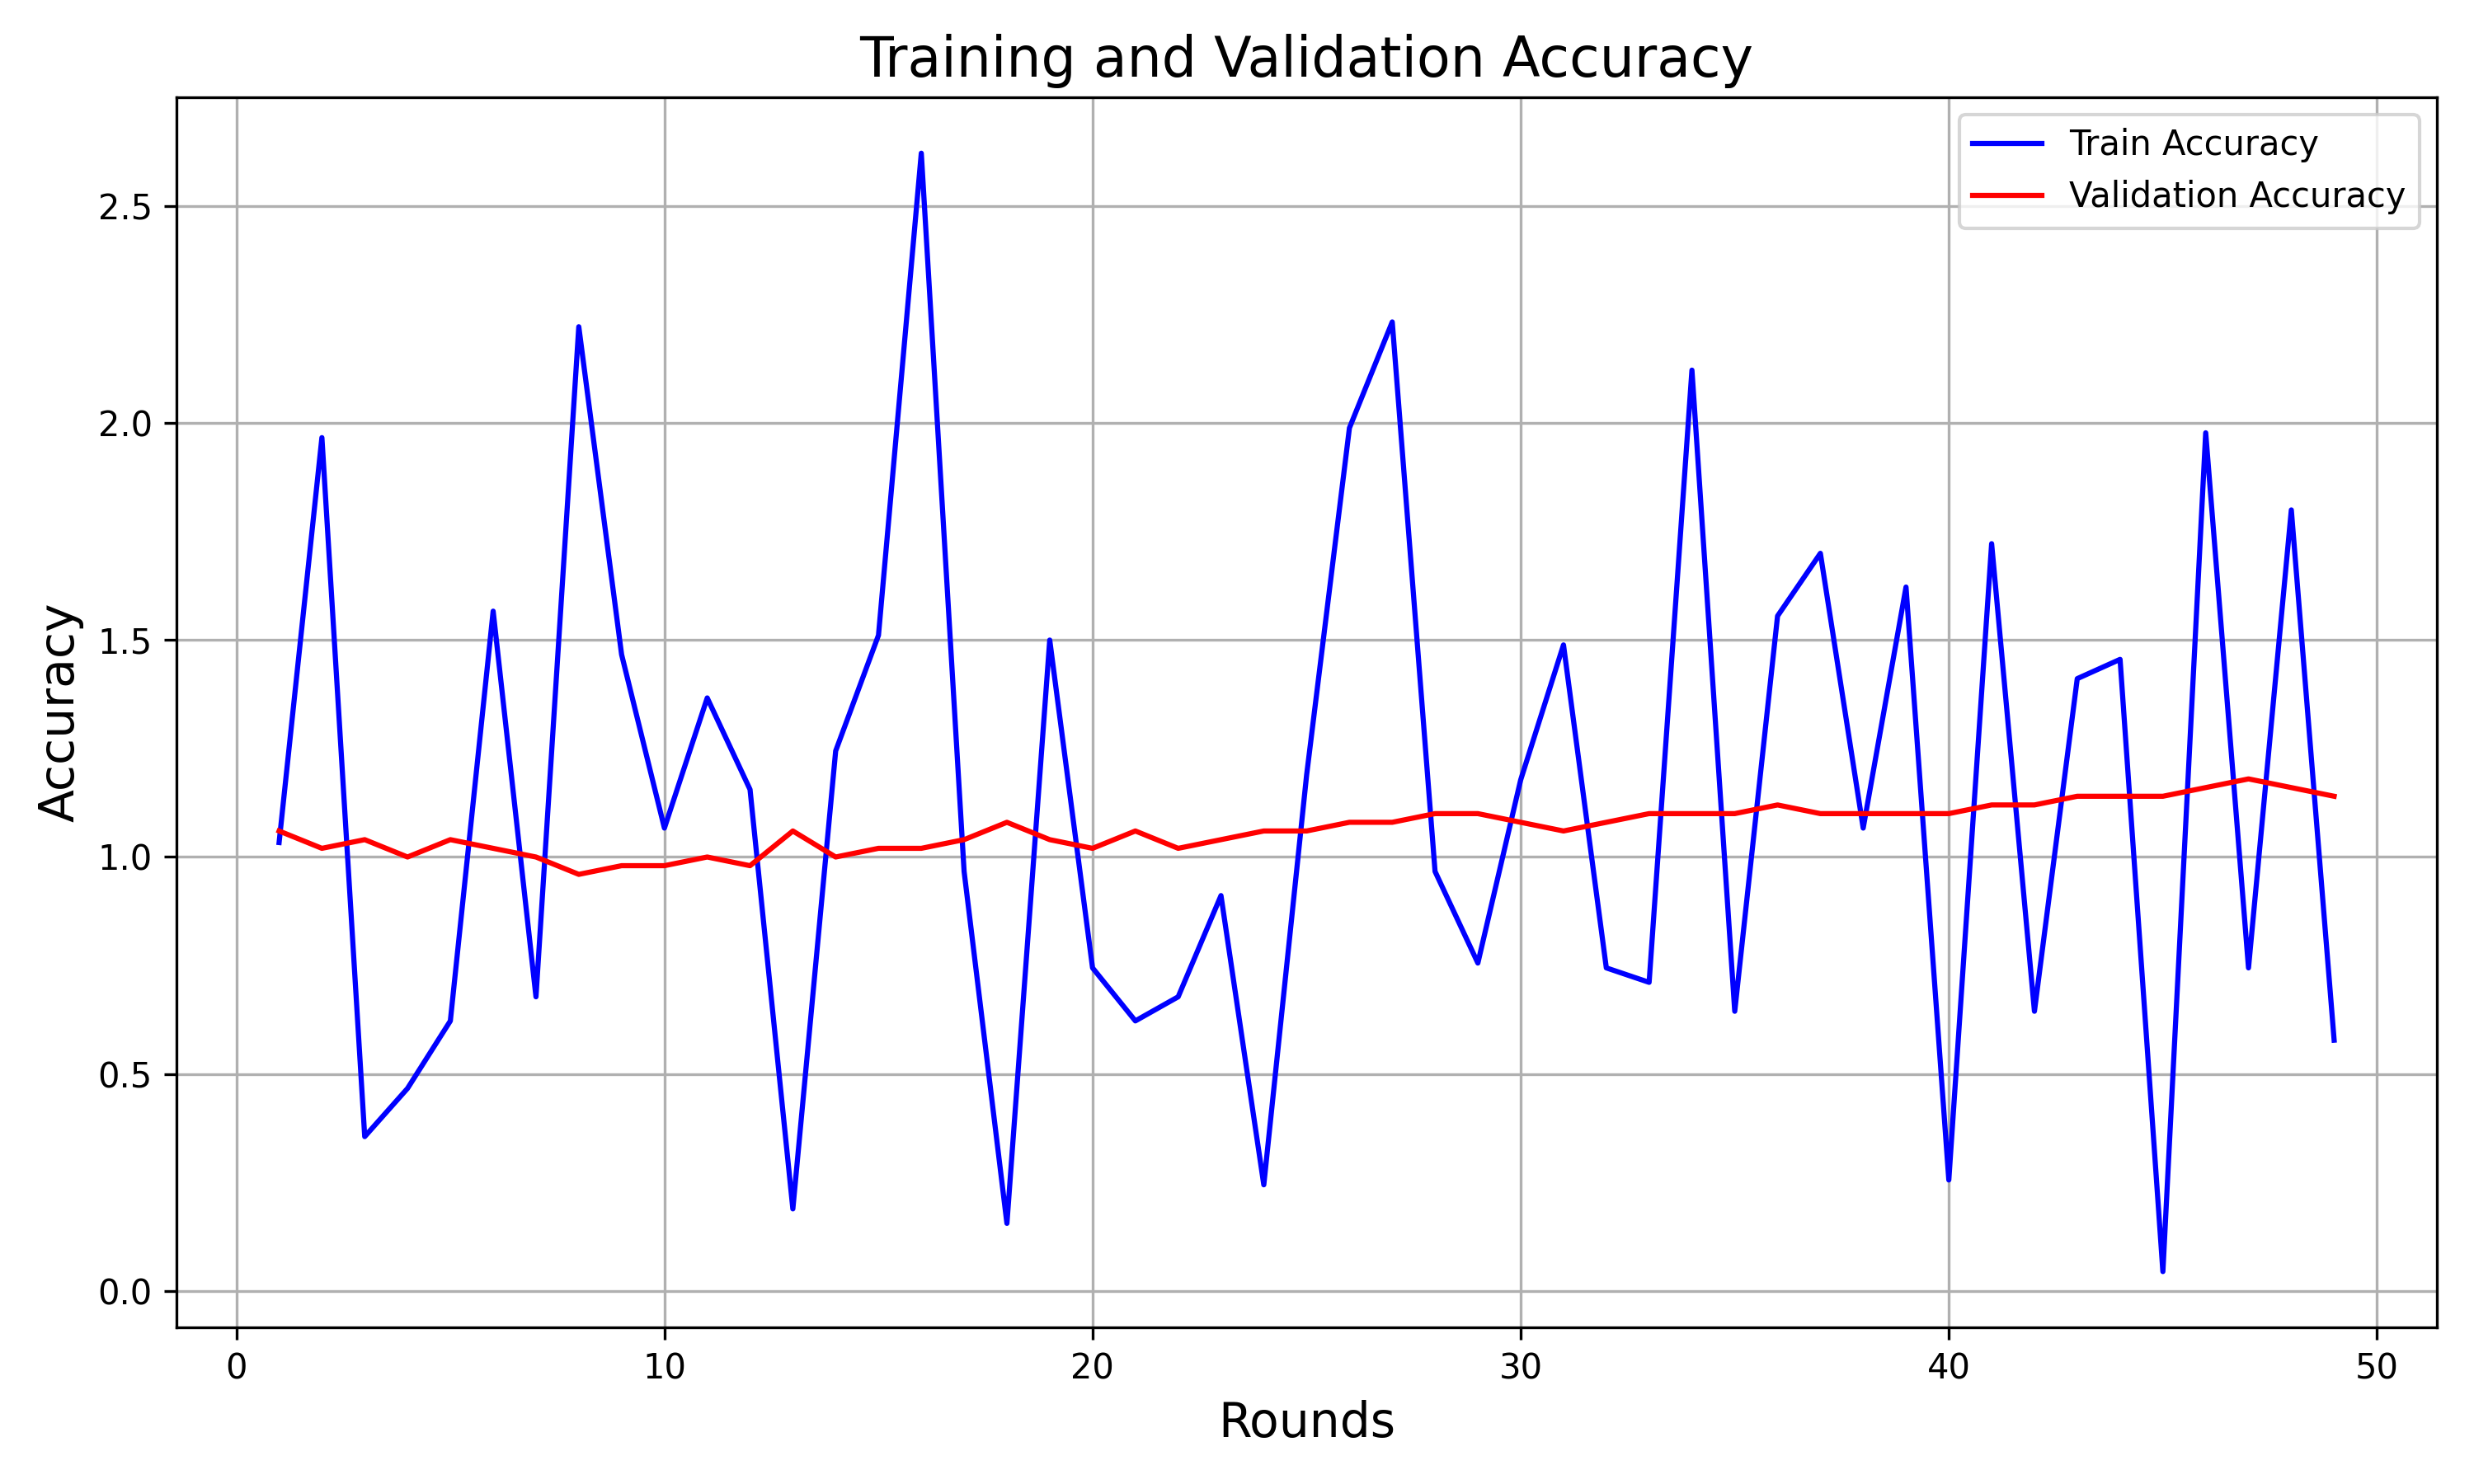 Training and Validation Accuracy
Train Accuracy
Validation Accuracy
2.5
2.0
1.5
1.0
0.5
0.0
Accuracy
0 10 20 30 40 50
Rounds